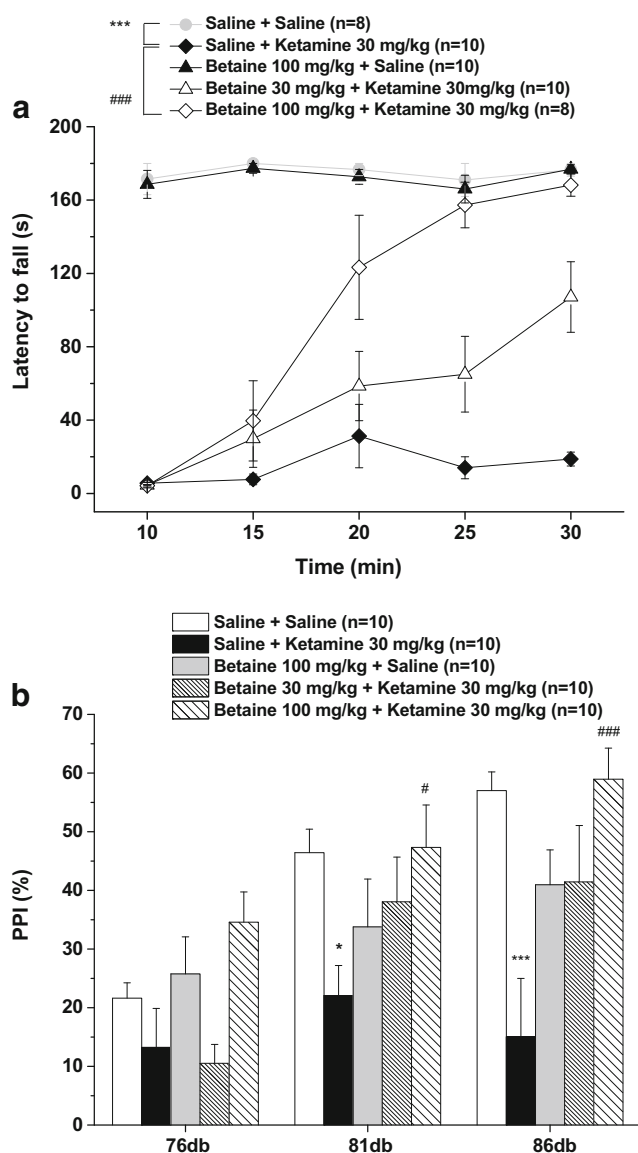 *** Saline + Saline (n=8)
Saline + Ketamine 30 mg/kg (n=10)
Betaine 100 mg/kg + Saline (n=10)
### Betaine 30 mg/kg + Ketamine 30mg/kg (n=10)
Betaine 100 mg/kg + Ketamine 30 mg/kg (n=8)
a
200
160
120
80
40
0
Latency to fall (s)
10 15 20 25 30
Time (min)
Saline + Saline (n=10)
Saline + Ketamine 30 mg/kg (n=10)
Betaine 100 mg/kg + Saline (n=10)
Betaine 30 mg/kg + Ketamine 30 mg/kg (n=10)
Betaine 100 mg/kg + Ketamine 30 mg/kg (n=10)
b
70
60
50
40
30
20
10
0
PPI (%)
*
#
***
###
76db 81db 86db